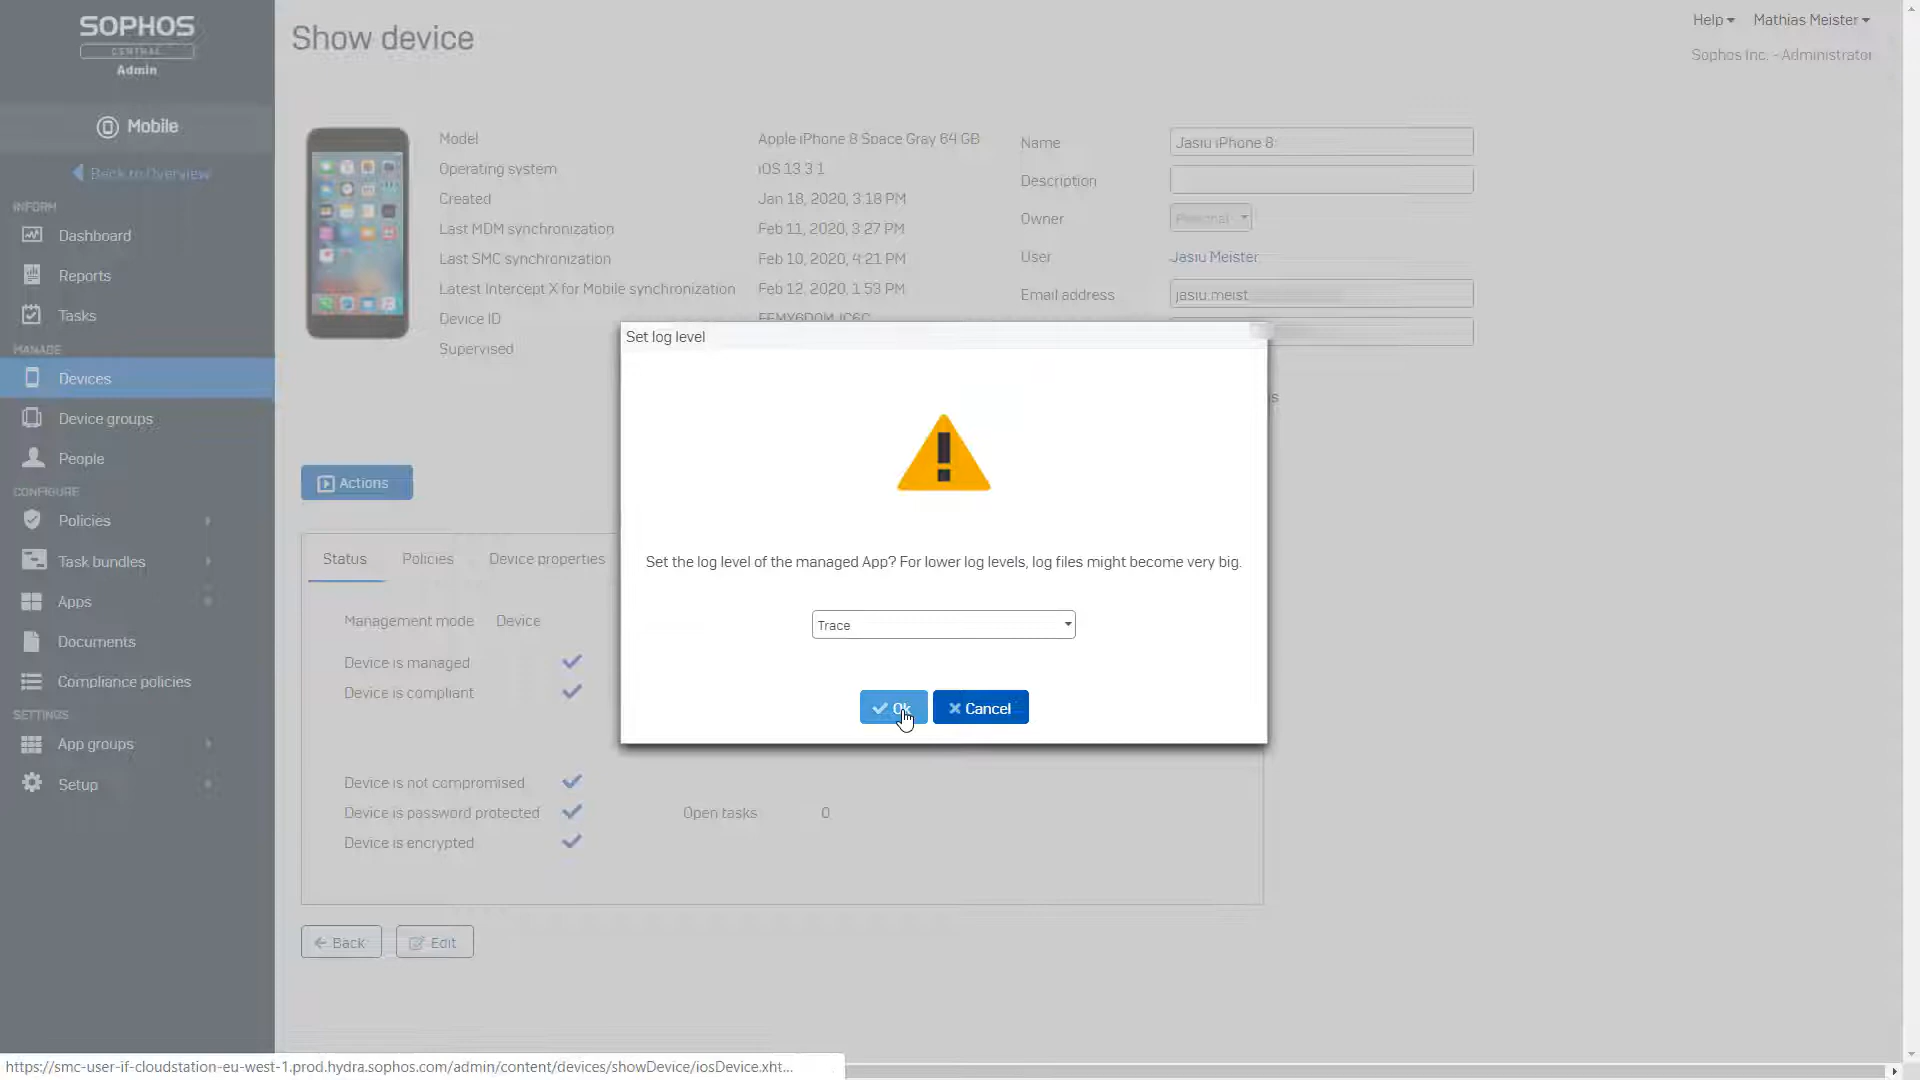 SOPHOS
CENTRAL
Admin
Mobile
Back to Overview
INFORM
Dashboard
Reports
Tasks
MANAGE
Devices
Device groups
People
CONFIGURE
Policies
Task bundles
Apps
Documents
Compliance policies
SETTINGS
App groups
Setup
Show device
Help
Mathias Meister
Sophos Inc. - Administrator
Model Apple iPhone 8 Space Gray 64 GB
Operating system iOS 13.3.1
Created Jan 18, 2020, 3:18 PM
Last MDM synchronization Feb 11, 2020, 3:27 PM
Last SMC synchronization Feb 10, 2020, 4:21 PM
Latest Intercept X for Mobile synchronization Feb 12, 2020, 1:53 PM
Device ID
Supervised
Name Jasiu iPhone 8
Description
Owner Personal
User Jasiu Meister
Email address jasiu.meist
Set log level
Set the log level of the managed App? For lower log levels, log files might become very big.
Trace
Ok
Cancel
Actions
Status Policies Device properties
Management mode Device
Device is managed
Device is compliant
Device is not compromised
Device is password protected Open tasks 0
Device is encrypted
Back Edit
https://smc-user-if-cloudstation-eu-west-1.prod.hydra.sophos.com/admin/content/devices/showDevice/iosDevice.xht...